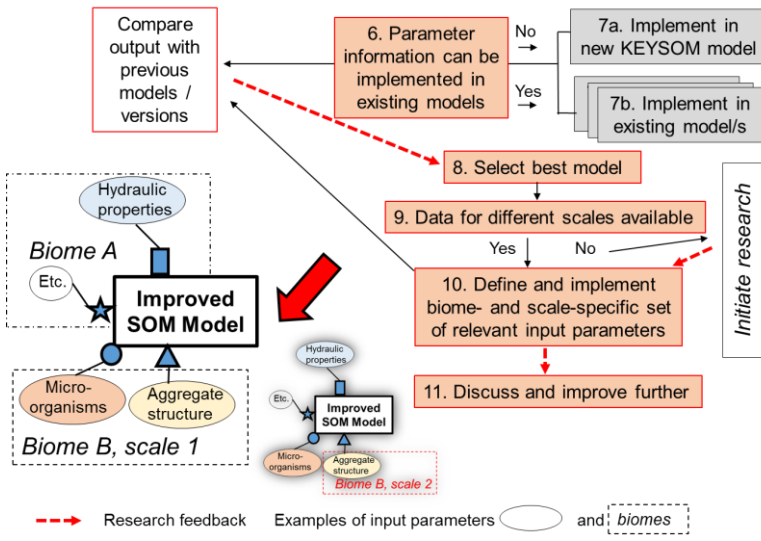 Compare
output with
previous
models /
versions
6. Parameter
information can be
implemented in
existing models
No
Yes
7a. Implement in
new KEYSOM model
7b. Implement in
existing model/s
8. Select best model
9. Data for different scales available
Yes
No
Initiate research
10. Define and implement
biome- and scale-specific set
of relevant input parameters
11. Discuss and improve further
Hydraulic
properties
Biome A
Etc.
Improved
SOM Model
Micro-
organisms
Aggregate
structure
Biome B, scale 1
Hydraulic
properties
Etc.
Improved
SOM Model
Micro-
organisms
Aggregate
structure
Biome B, scale 2
Research feedback
Examples of input parameters
and biomes